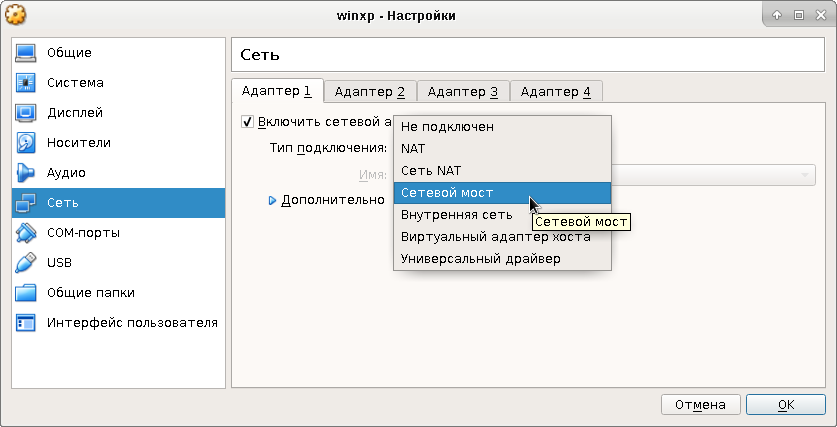 winxp - Настройки
Общие
Система
Дисплей
Носители
Аудио
Сеть
COM-порты
USB
Общие папки
Интерфейс пользователя
Сеть
Адаптер 1
Адаптер 2
Адаптер 3
Адаптер 4
Включить сетевой а
Тип подключения:
Имя:
Дополнительно
Не подключен
NAT
Сеть NAT
Сетевой мост
Внутренняя сеть
Сетевой мост
Виртуальный адаптер хоста
Универсальный драйвер
Отмена
OK